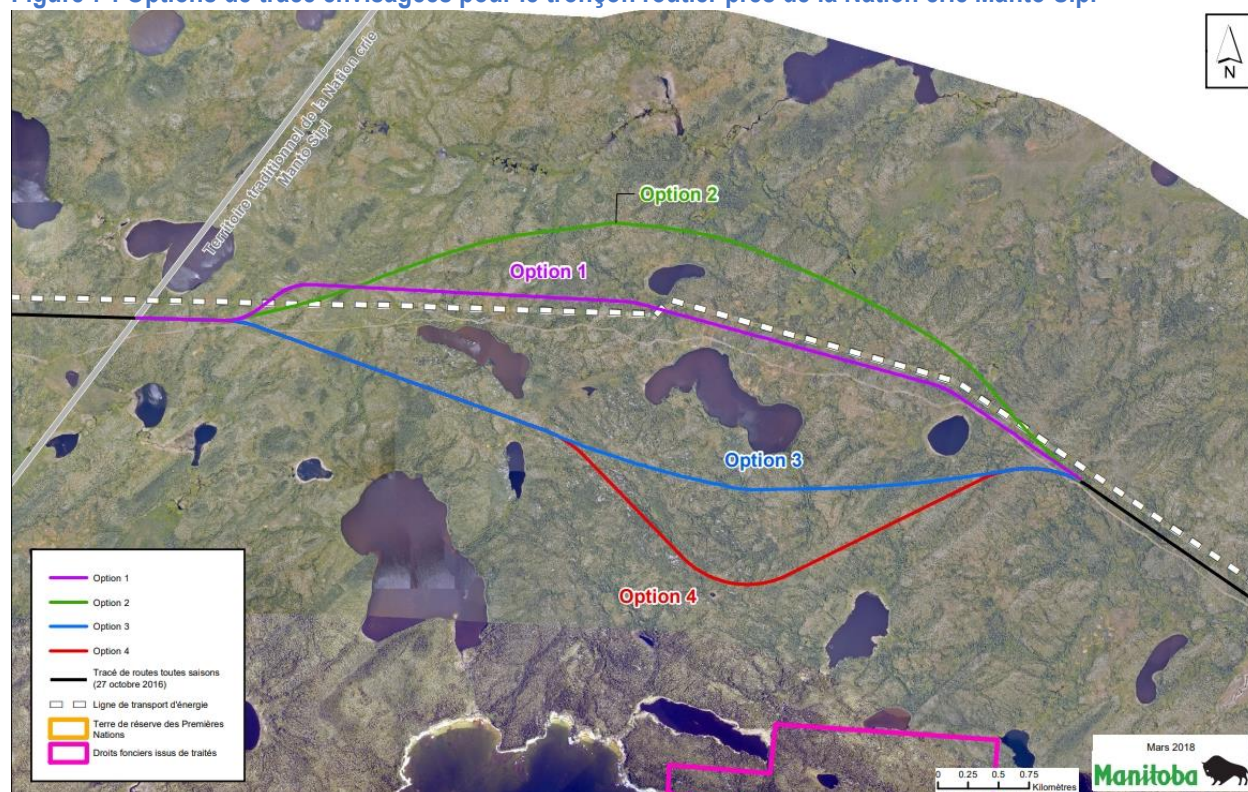 N
Territoire traditionnel de la Nation crie
Manto Sipi
Option 2
Option 1
Option 3
Option 4
Option 1
Option 2
Option 3
Option 4
Tracé de routes toutes saisons
(27 octobre 2016)
Ligne de transport d'énergie
Terre de réserve des Premières
Nations
Droits fonciers issus de traités
0 0.25 0.5 0.75
Kilomètres
Mars 2018
Manitoba